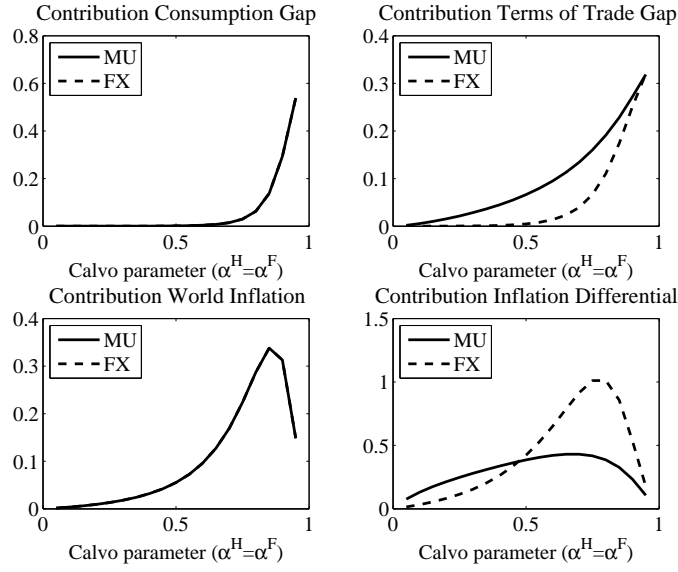 Contribution Consumption Gap
0.8
0.6
0.4
0.2
0
MU
FX
0
0.5
1
Calvo parameter (α^H=α^F)
Contribution Terms of Trade Gap
0.4
0.3
0.2
0.1
0
MU
FX
0
0.5
1
Calvo parameter (α^H=α^F)
Contribution World Inflation
0.4
0.3
0.2
0.1
0
MU
FX
0
0.5
1
Calvo parameter (α^H=α^F)
Contribution Inflation Differential
1.5
1
0.5
0
MU
FX
0
0.5
1
Calvo parameter (α^H=α^F)